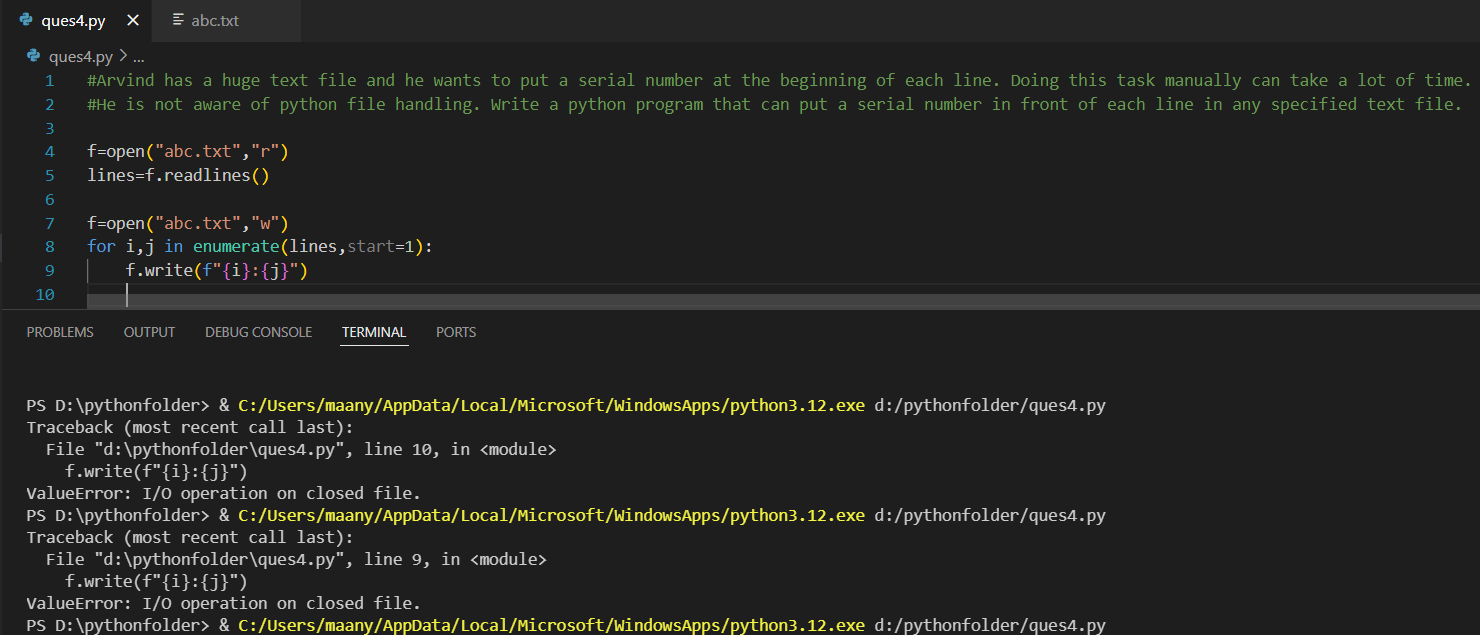 ques4.py
abc.txt
ques4.py > ...
1 #Arvind has a huge text file and he wants to put a serial number at the beginning of each line. Doing this task manually can take a lot of time.
2 #He is not aware of python file handling. Write a python program that can put a serial number in front of each line in any specified text file.
3
4 f=open("abc.txt","r")
5 lines=f.readlines()
6
7 f=open("abc.txt","w")
8 for i,j in enumerate(lines,start=1):
9     f.write(f"{i}:{j}")
10
PROBLEMS OUTPUT DEBUG CONSOLE TERMINAL PORTS
PS D:\pythonfolder> & C:/Users/maany/AppData/Local/Microsoft/WindowsApps/python3.12.exe d:/pythonfolder/ques4.py
Traceback (most recent call last):
  File "d:\pythonfolder\ques4.py", line 10, in <module>
    f.write(f"{i}:{j}")
ValueError: I/O operation on closed file.
PS D:\pythonfolder> & C:/Users/maany/AppData/Local/Microsoft/WindowsApps/python3.12.exe d:/pythonfolder/ques4.py
Traceback (most recent call last):
  File "d:\pythonfolder\ques4.py", line 9, in <module>
    f.write(f"{i}:{j}")
ValueError: I/O operation on closed file.
PS D:\pythonfolder> & C:/Users/maany/AppData/Local/Microsoft/WindowsApps/python3.12.exe d:/pythonfolder/ques4.py